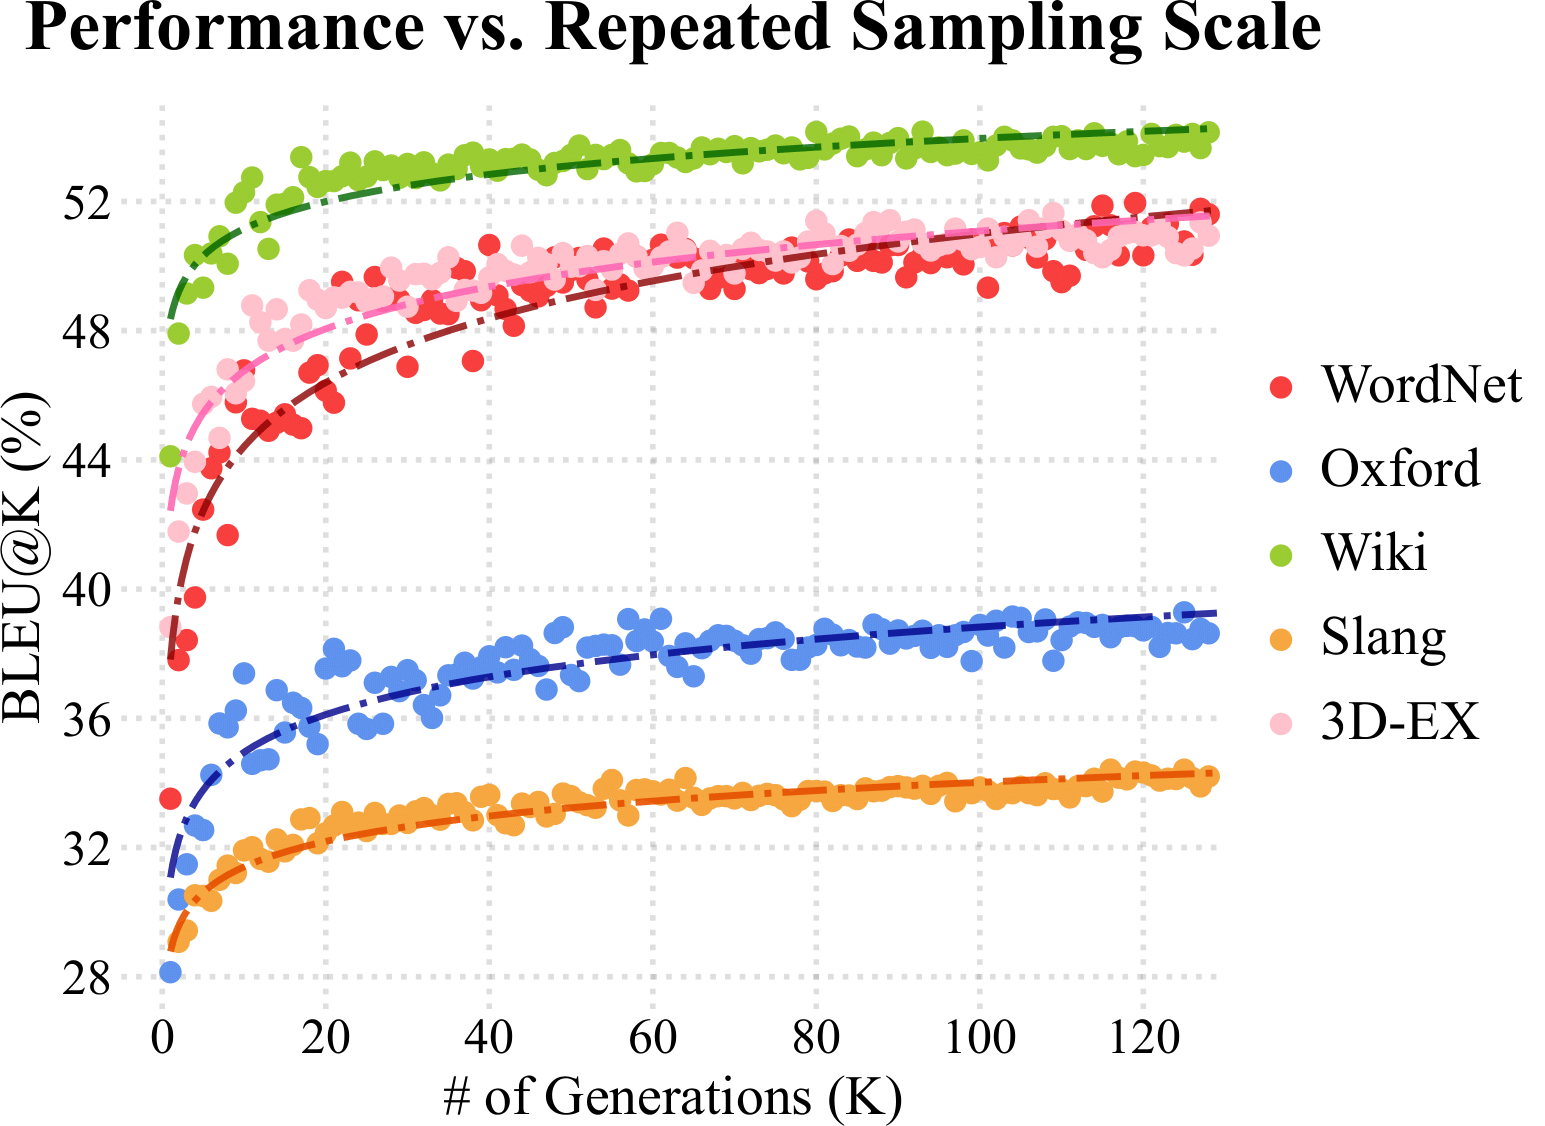 Performance vs. Repeated Sampling Scale
BLEU@K (%)
52
48
44
40
36
32
28
0 20 40 60 80 100 120
# of Generations (K)
WordNet
Oxford
Wiki
Slang
3D-EX